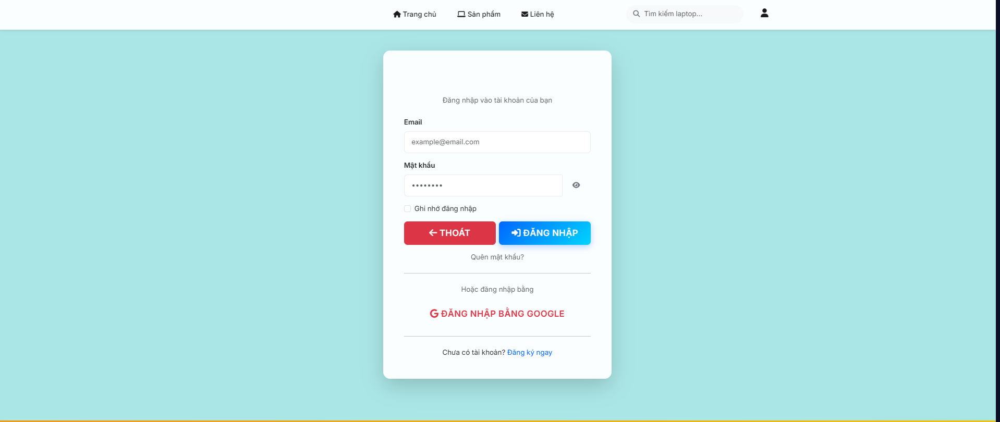 Trang chủ
Sản phẩm
Liên hệ
Tìm kiếm laptop...
Đăng nhập vào tài khoản của bạn
Email
example@email.com
Mật khẩu
••••••••
Ghi nhớ đăng nhập
THOÁT
ĐĂNG NHẬP
Quên mật khẩu?
Hoặc đăng nhập bằng
ĐĂNG NHẬP BẰNG GOOGLE
Chưa có tài khoản? Đăng ký ngay